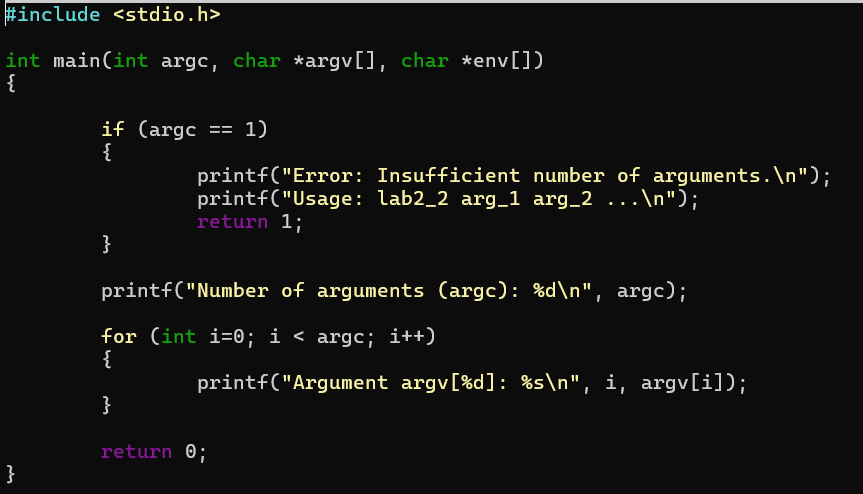 #include <stdio.h>

int main(int argc, char *argv[], char *env[])
{

        if (argc == 1)
        {
                printf("Error: Insufficient number of arguments.\n");
                printf("Usage: lab2_2 arg_1 arg_2 ...\n");
                return 1;
        }

        printf("Number of arguments (argc): %d\n", argc);

        for (int i=0; i < argc; i++)
        {
                printf("Argument argv[%d]: %s\n", i, argv[i]);
        }

        return 0;
}